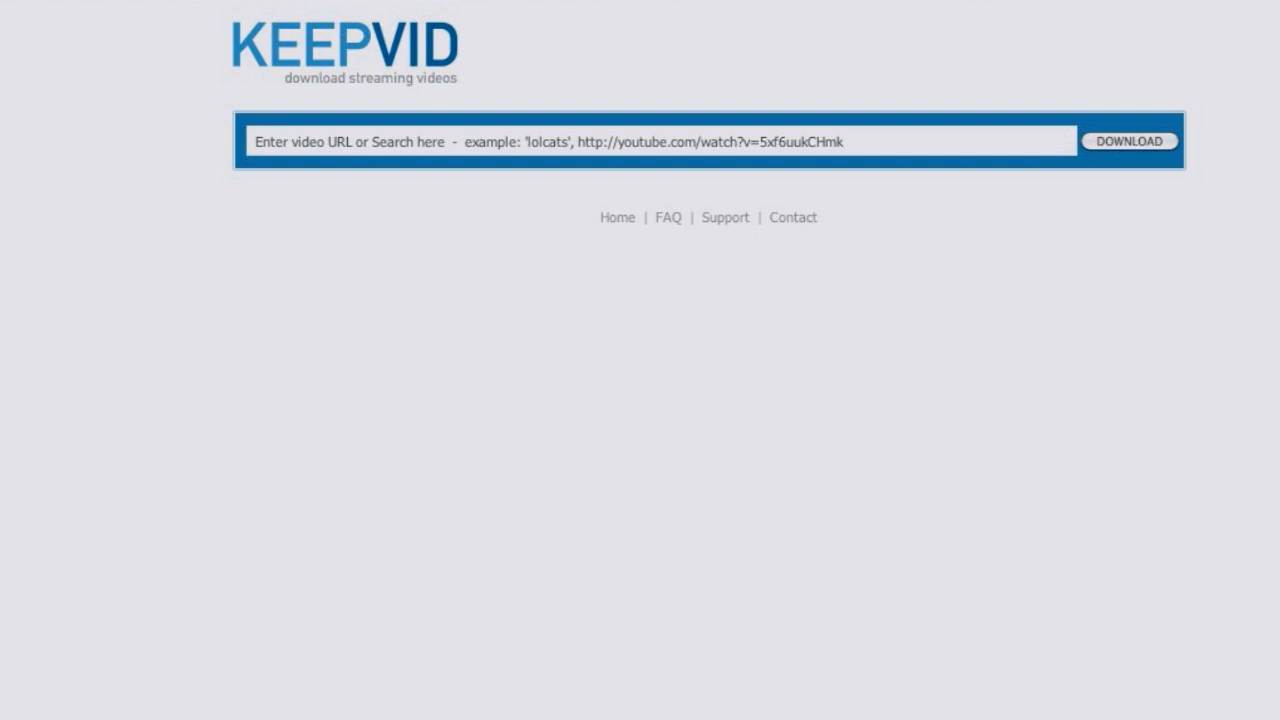 KEEPVID
download streaming videos
Enter video URL or Search here - example: 'lolcats', http://youtube.com/watch?v=5xf6uukCHmk
DOWNLOAD
Home | FAQ | Support | Contact